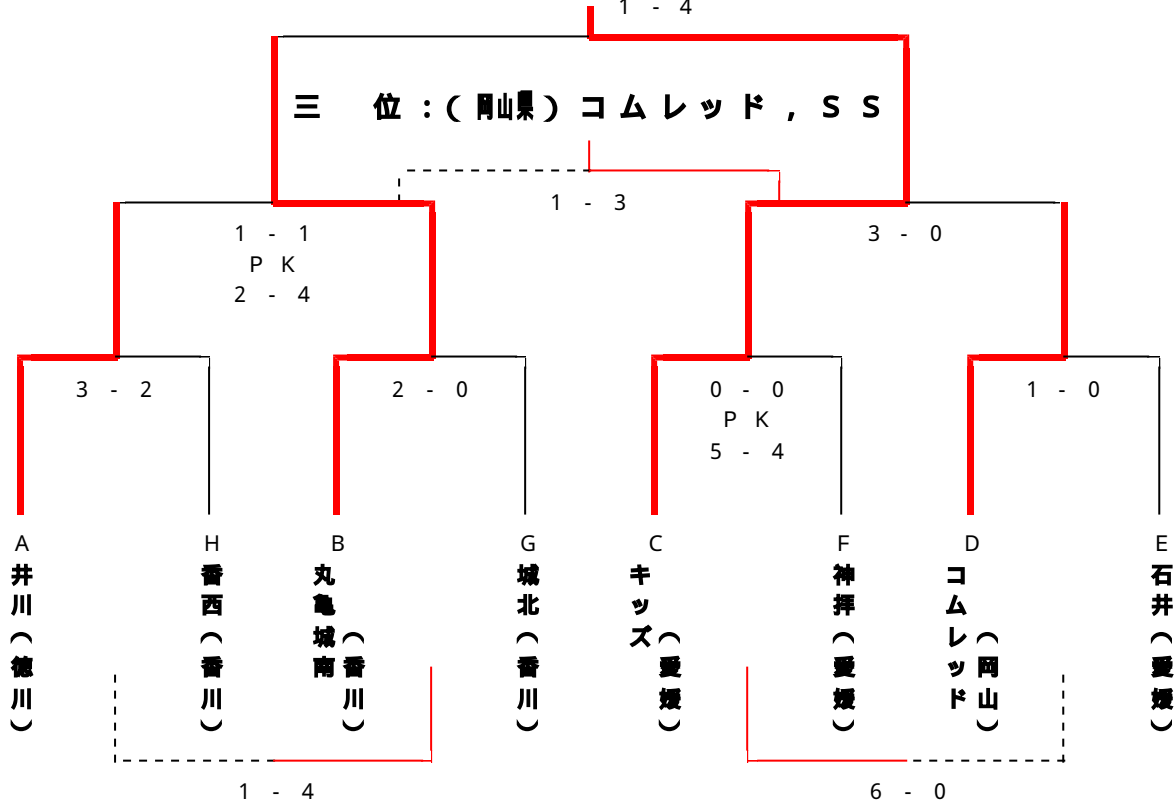 1 - 4
三 位：(岡山県)コムレッド，ＳＳ
1 - 3
1 - 1
P K
2 - 4
3 - 0
3 - 2
2 - 0
0 - 0
P K
5 - 4
1 - 0
A
井川(徳川)
H
香西(香川)
B
丸亀城南
(香川)
G
城北(香川)
C
キッズ
(愛媛)
F
神拝(愛媛)
D
コムレッド
(岡山)
E
石井(愛媛)
1 - 4
6 - 0